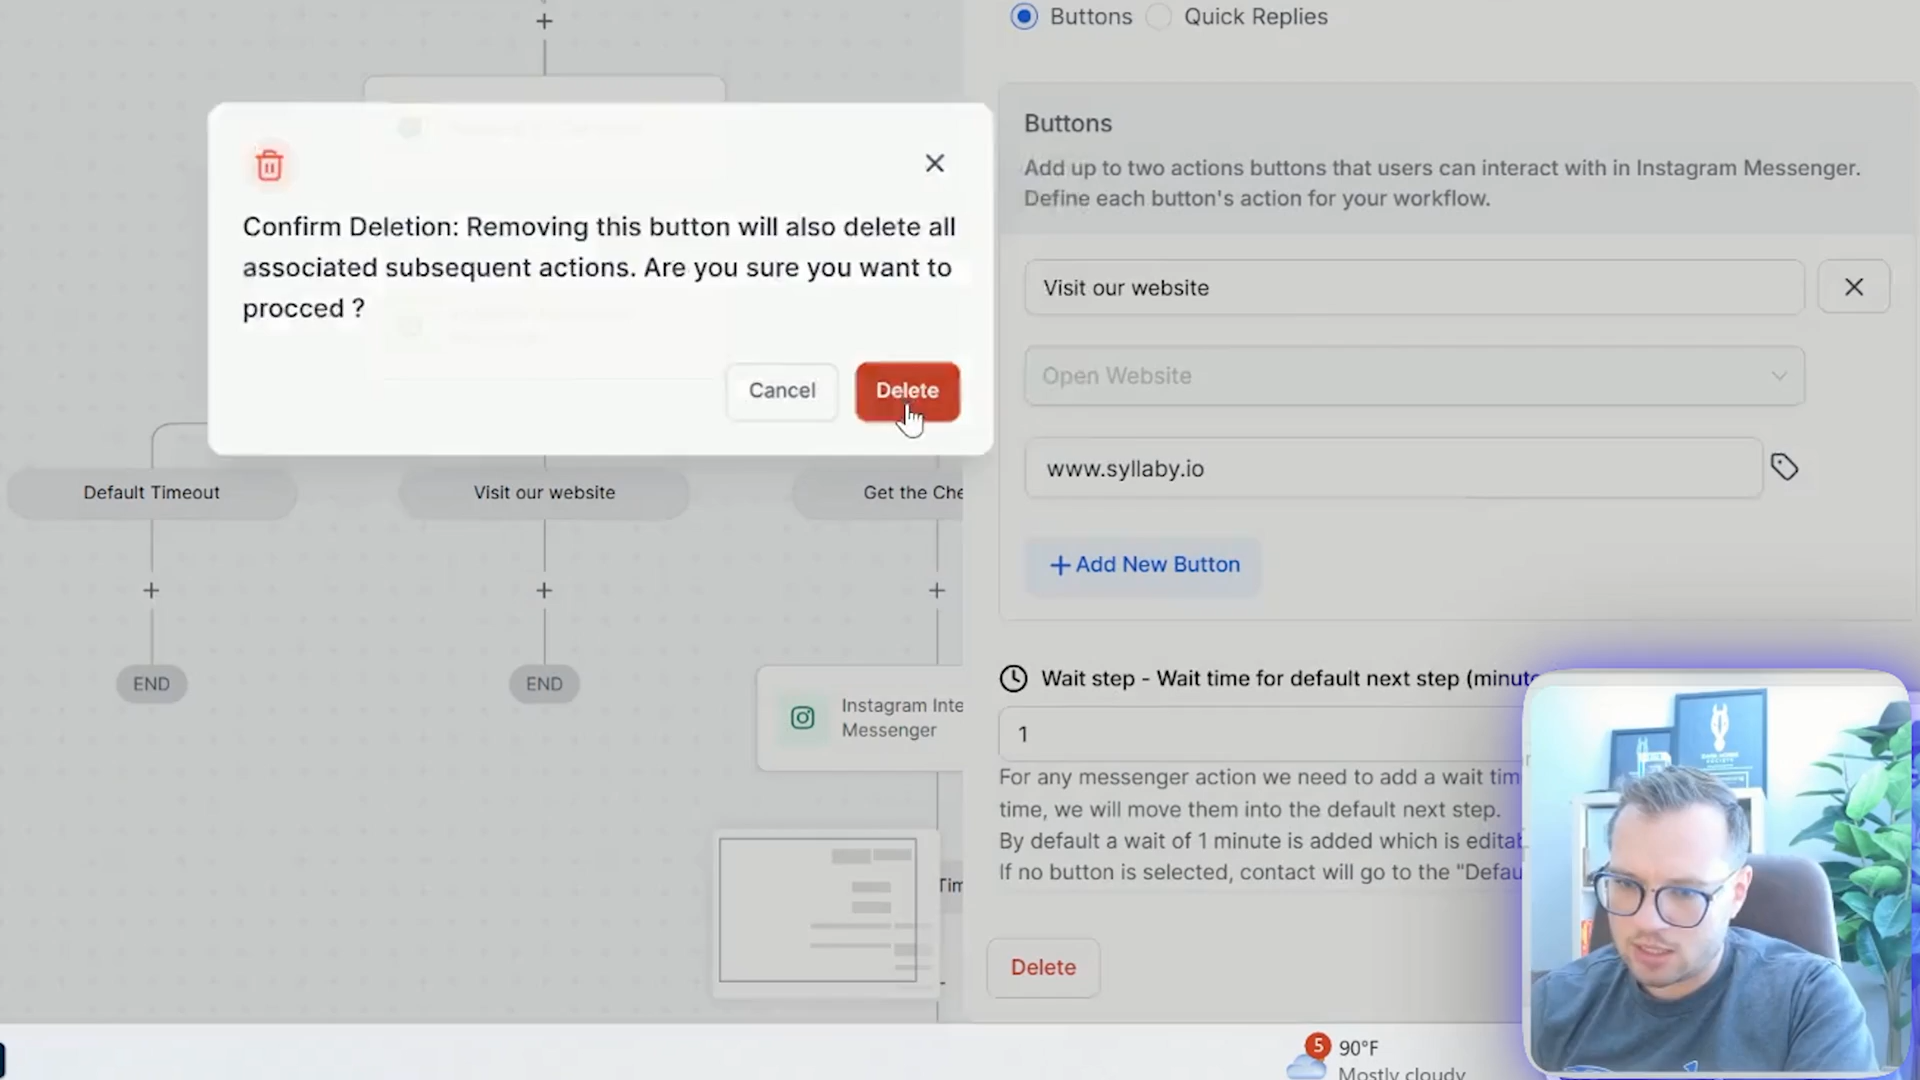 Buttons
Quick Replies
Confirm Deletion: Removing this button will also delete all
associated subsequent actions. Are you sure you want to
procced ?
Cancel
Delete
Buttons
Add up to two actions buttons that users can interact with in Instagram Messenger.
Define each button's action for your workflow.
Visit our website
Open Website
www.syllaby.io
+ Add New Button
Default Timeout
Visit our website
Get the Che
END
END
Instagram Inte
Messenger
Tim
Wait step - Wait time for default next step (minute
1
For any messenger action we need to add a wait tim
time, we will move them into the default next step.
By default a wait of 1 minute is added which is editab
If no button is selected, contact will go to the "Defau
Delete
5
90°F
Mostly cloudy